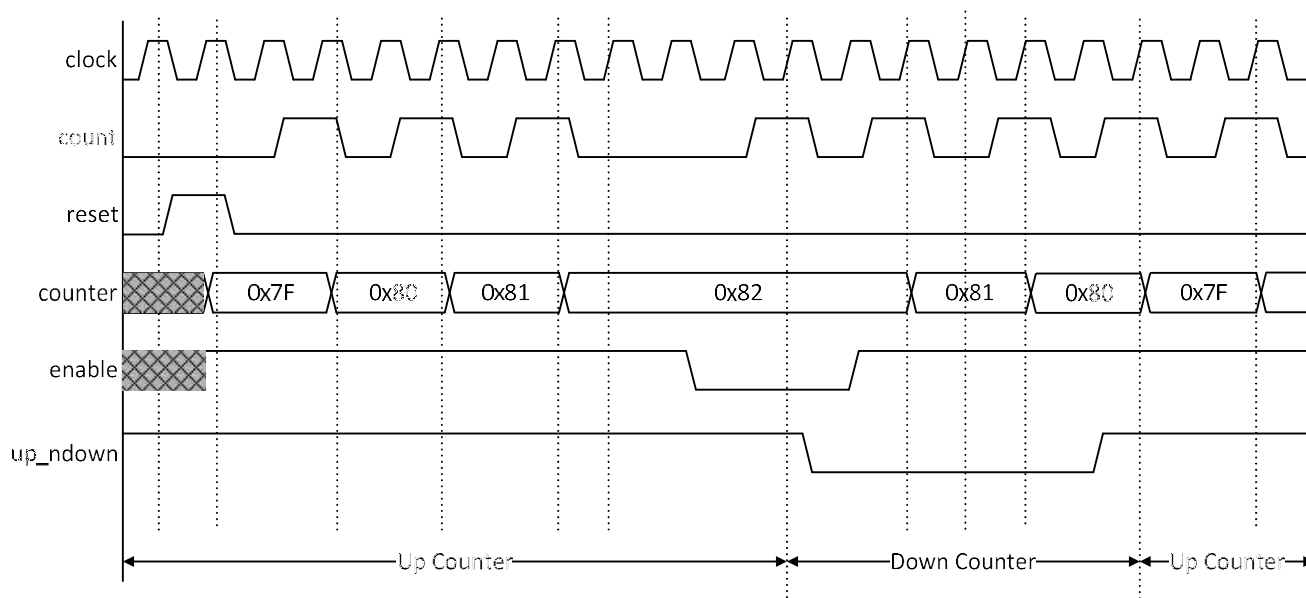 clock
count
reset
counter 0x7F 0x80 0x81 0x82 0x81 0x80 0x7F
enable
up_ndown
Up Counter Down Counter Up Counter